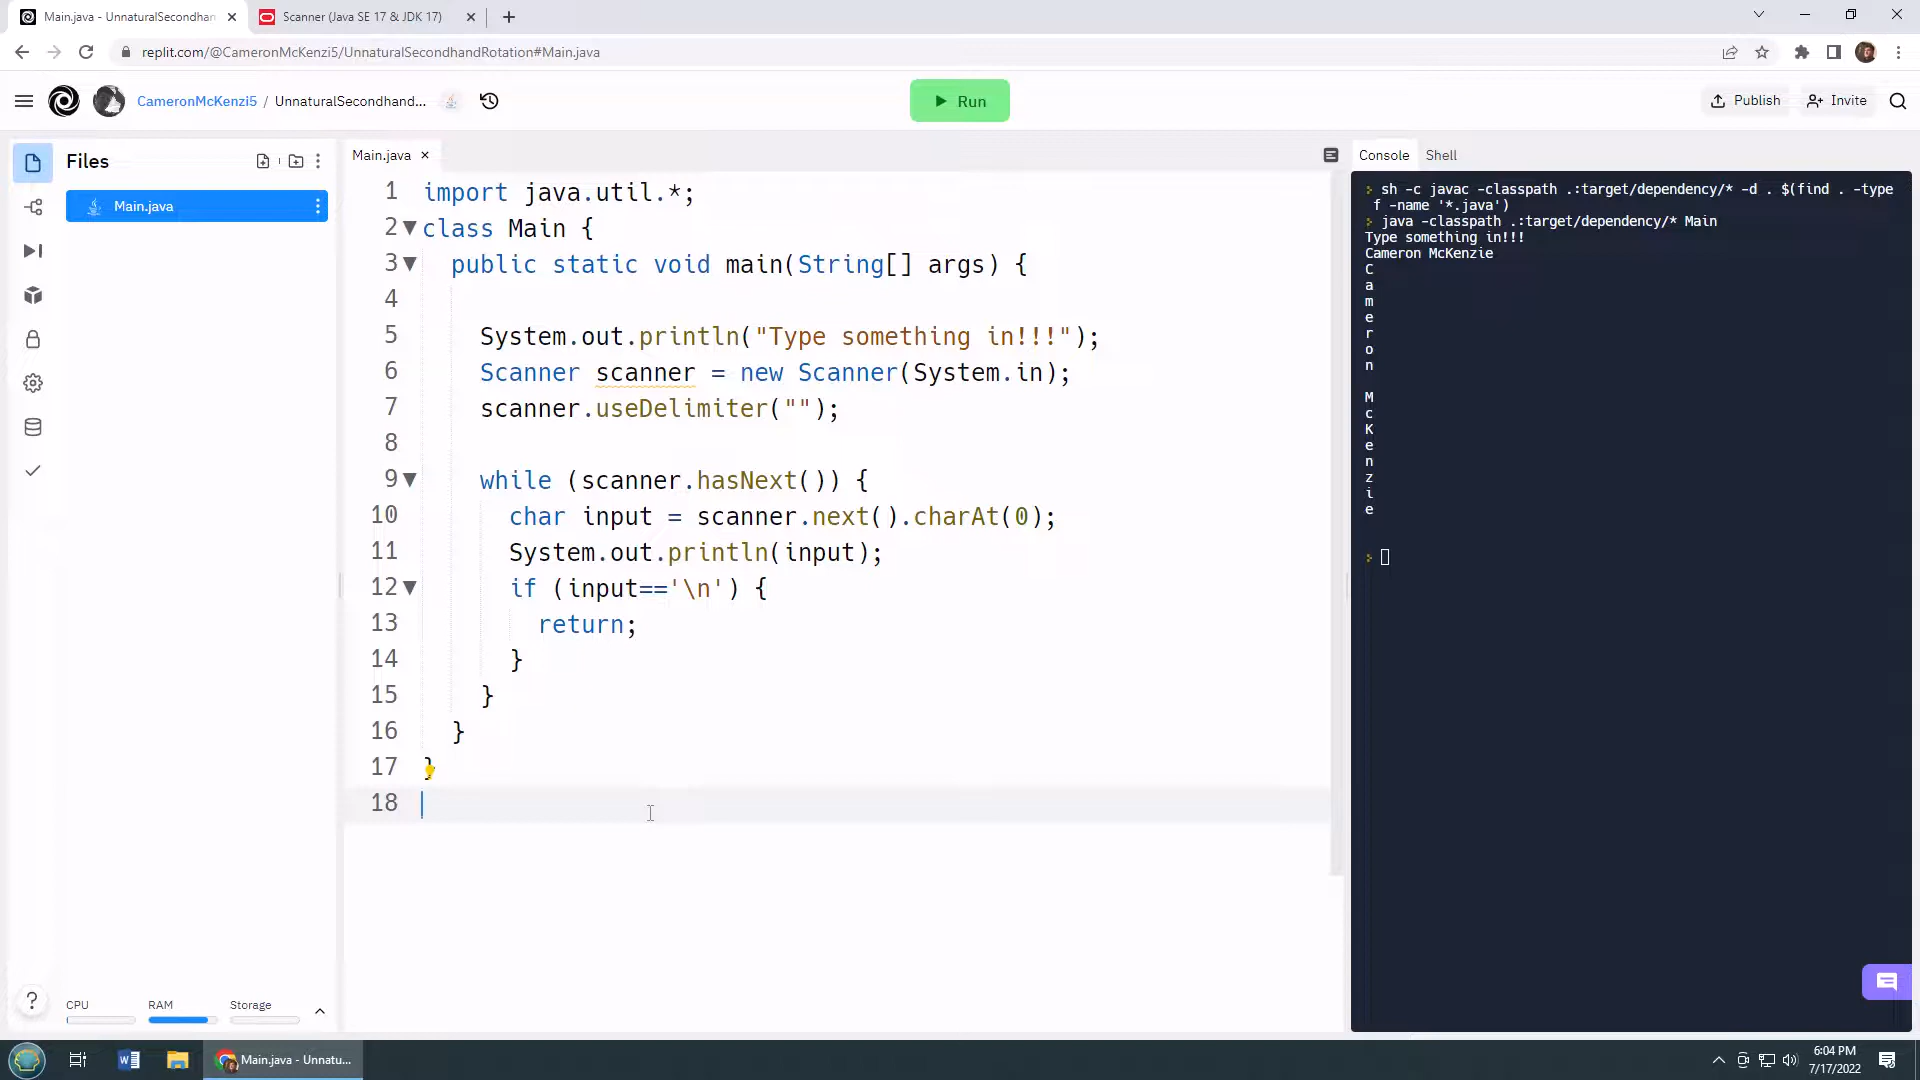 Main.java - UnnaturalSecondhan
Scanner (Java SE 17 & JDK 17)
replit.com/@CameronMcKenzi5/UnnaturalSecondhandRotation#Main.java
CameronMcKenzi5 / UnnaturalSecondhand...
Run
Publish
Invite
Files
Main.java
Main.java
1 import java.util.*;
2 class Main {
3 public static void main(String[] args) {
4
5 System.out.println("Type something in!!!");
6 Scanner scanner = new Scanner(System.in);
7 scanner.useDelimiter("");
8
9 while (scanner.hasNext()) {
10 char input = scanner.next().charAt(0);
11 System.out.println(input);
12 if (input=='\n') {
13 return;
14 }
15 }
16 }
17 }
18
Console Shell
sh -c javac -classpath .:target/dependency/* -d . $(find . -type
f -name '*.java')
java -classpath .:target/dependency/* Main
Type something in!!!
Cameron McKenzie
C
a
m
e
r
o
n
M
c
K
e
n
z
i
e
?
CPU
RAM
Storage
Main.java - Unnatu...
6:04 PM
7/17/2022